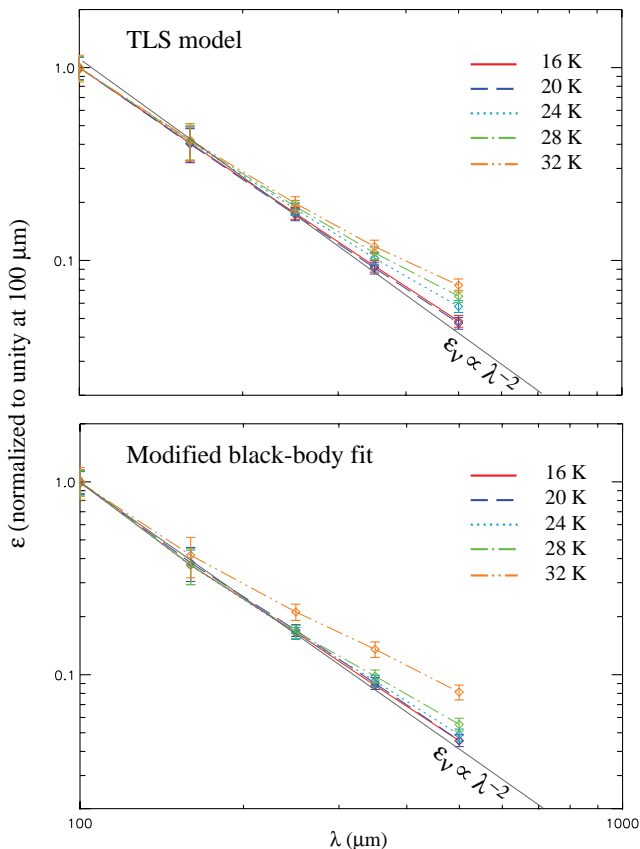 TLS model
1.0
0.1
16 K
20 K
24 K
28 K
32 K
εν ∝ λ−2
ε (normalized to unity at 100 μm)
Modified black-body fit
1.0
0.1
16 K
20 K
24 K
28 K
32 K
εν ∝ λ−2
100
1000
λ (μm)